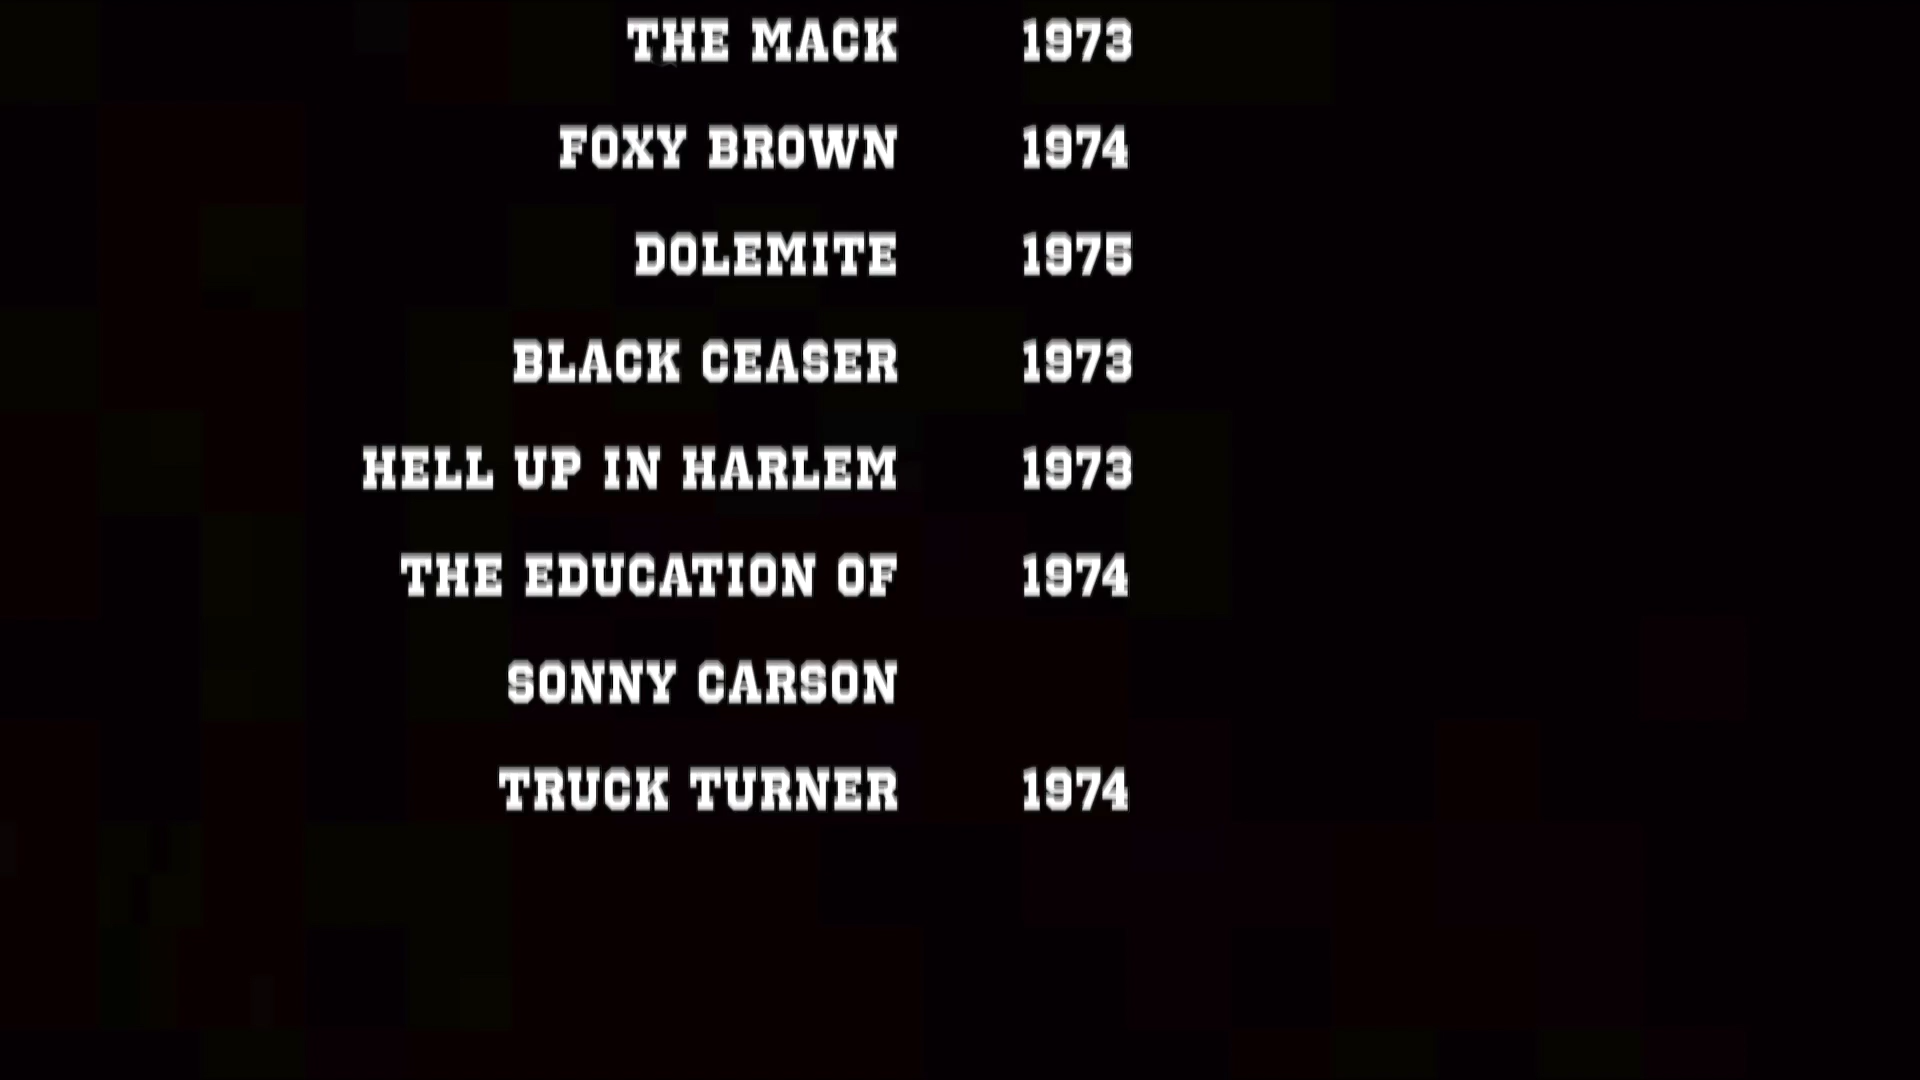 THE MACK 1973
FOXY BROWN 1974
DOLEMITE 1975
BLACK CEASER 1973
HELL UP IN HARLEM 1973
THE EDUCATION OF 1974
SONNY CARSON
TRUCK TURNER 1974